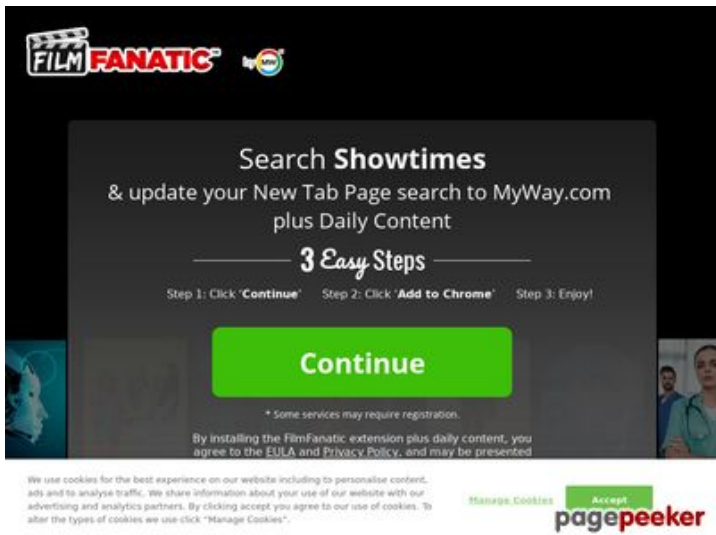 FILM FANATIC™ by MW
Search Showtimes
& update your New Tab Page search to MyWay.com
plus Daily Content
3 Easy Steps
Step 1: Click 'Continue' Step 2: Click 'Add to Chrome' Step 3: Enjoy!
Continue
* Some services may require registration.
By installing the FilmFanatic extension plus daily content, you
agree to the EULA and Privacy Policy, and may be presented
We use cookies for the best experience on our website including to personalise content,
ads and to analyse traffic. We share information about your use of our website with our
advertising and analytics partners. By clicking accept you agree to our use of cookies. To
alter the types of cookies we use click "Manage Cookies".
Manage Cookies
Accept
pagepeeker